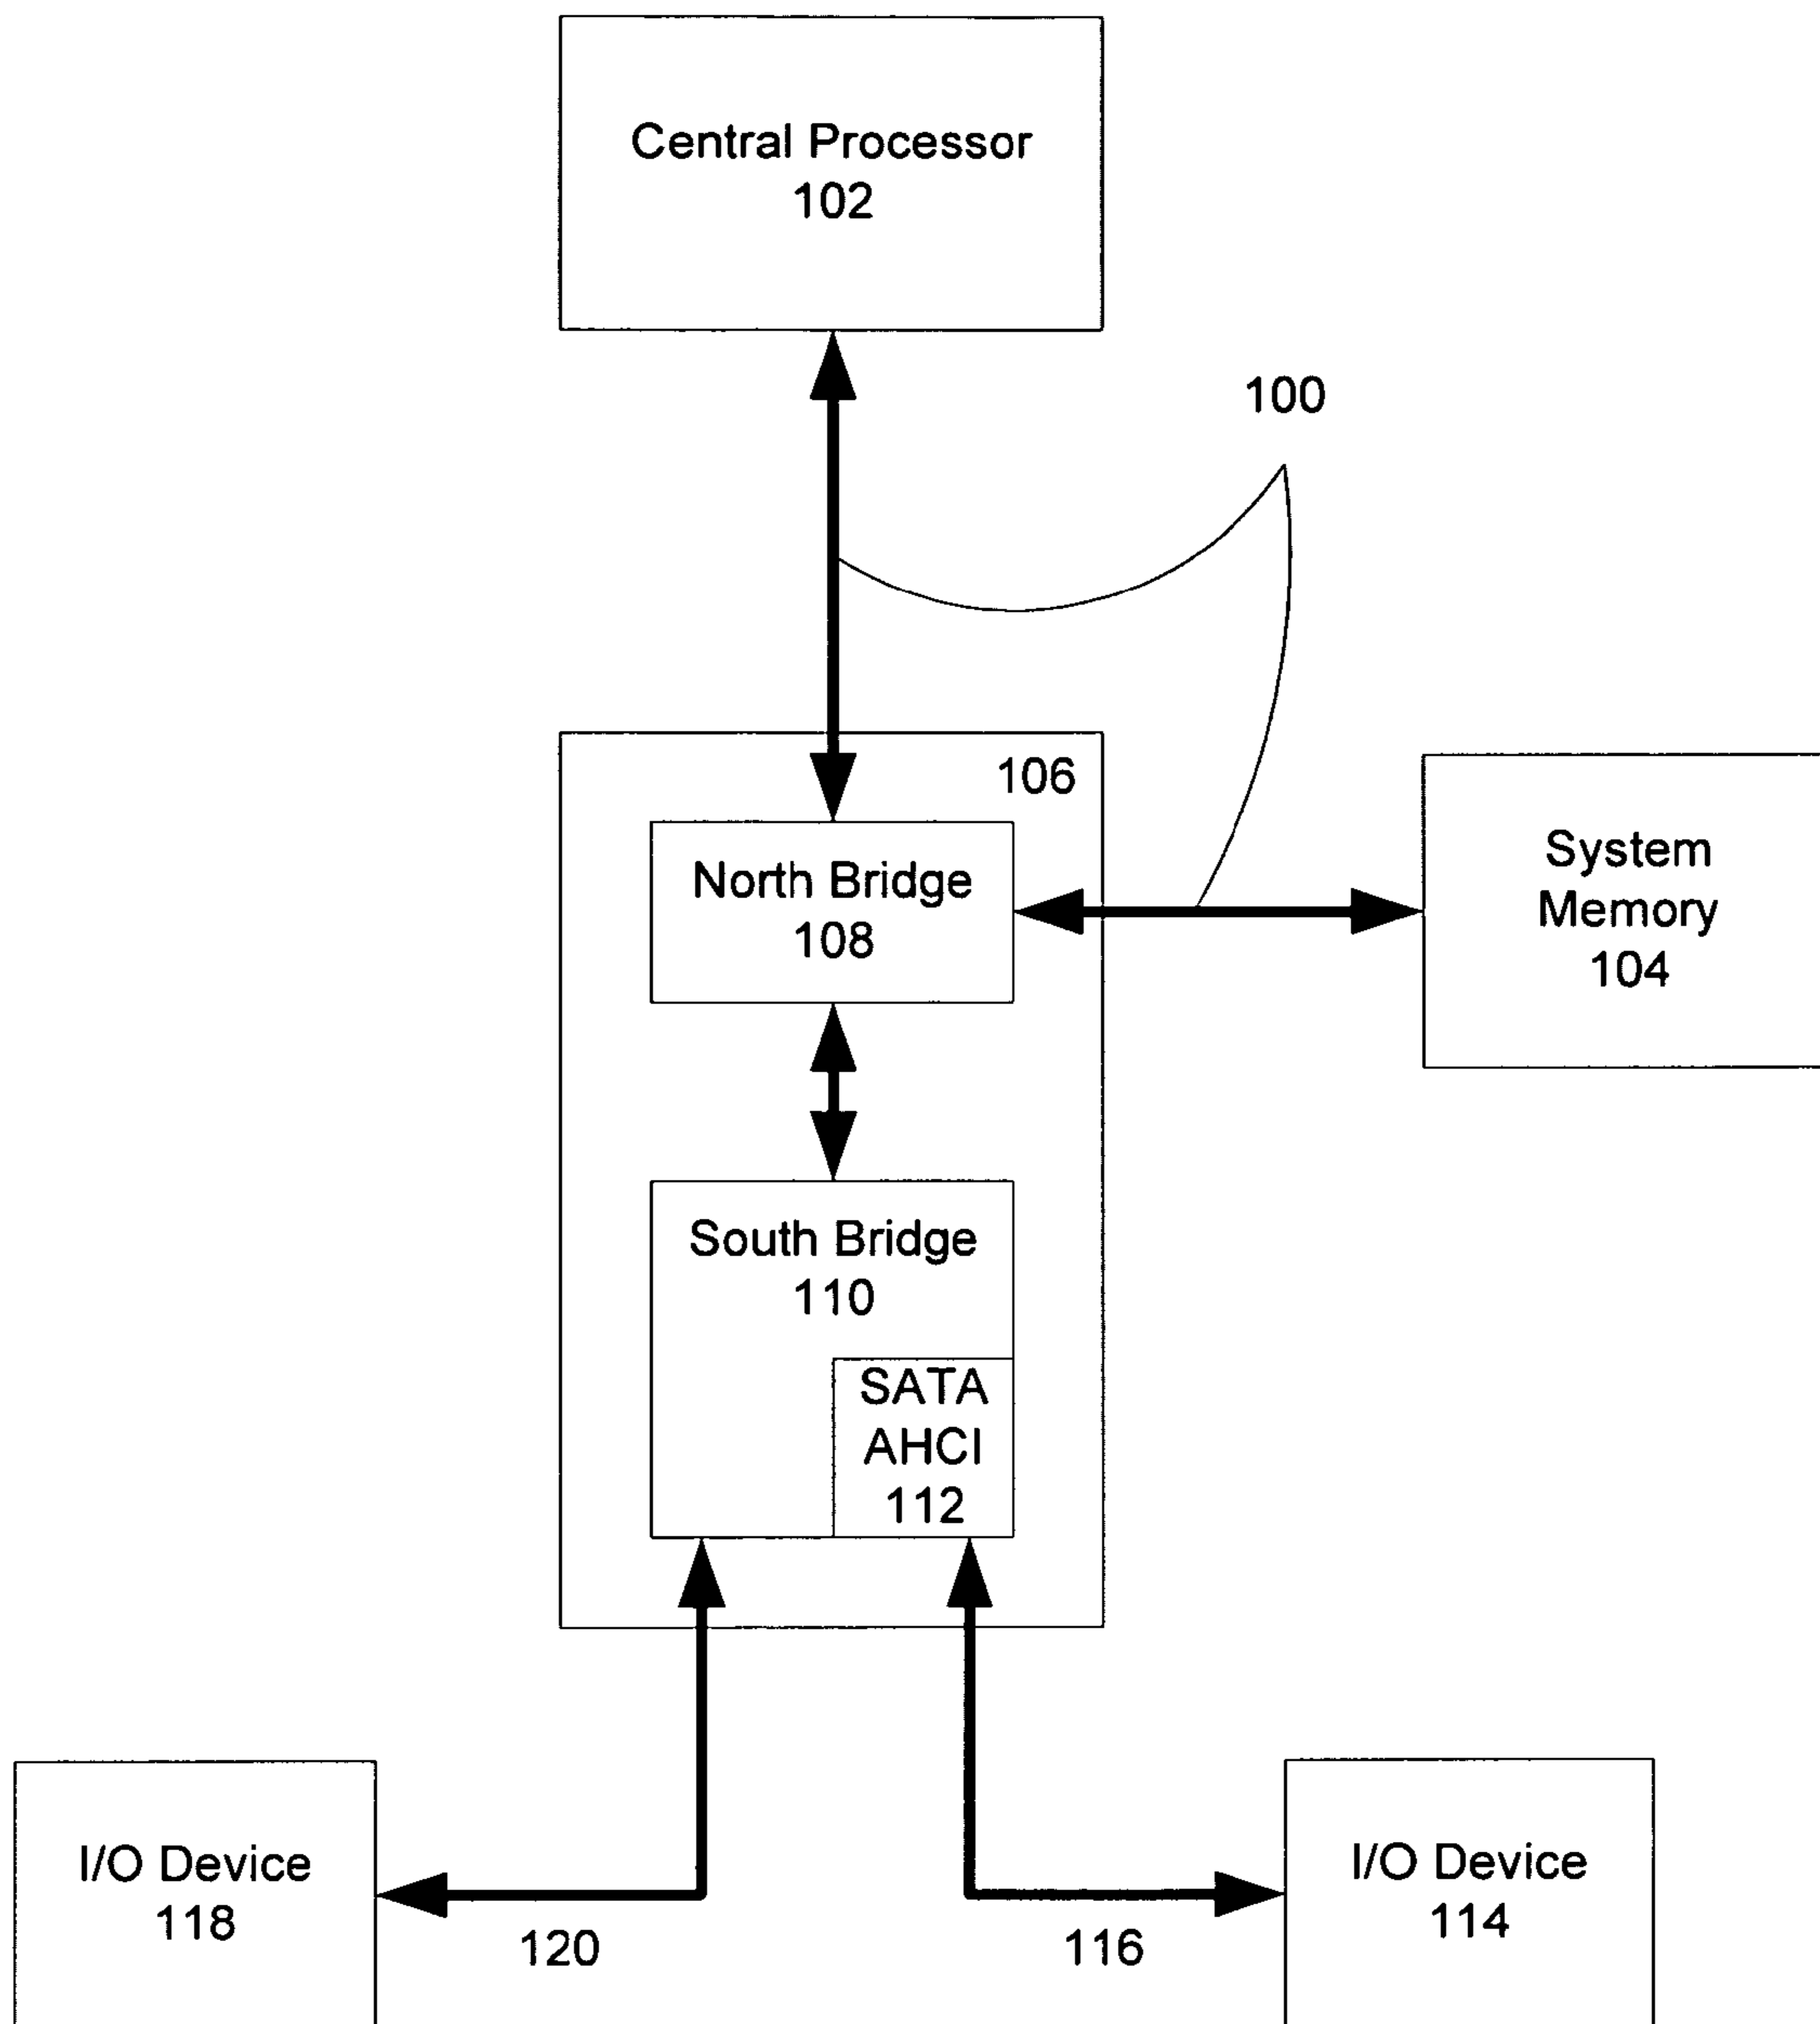 Central Processor
102
100
106
North Bridge
108
System
Memory
104
South Bridge
110
SATA
AHCI
112
I/O Device
118
120
116
I/O Device
114